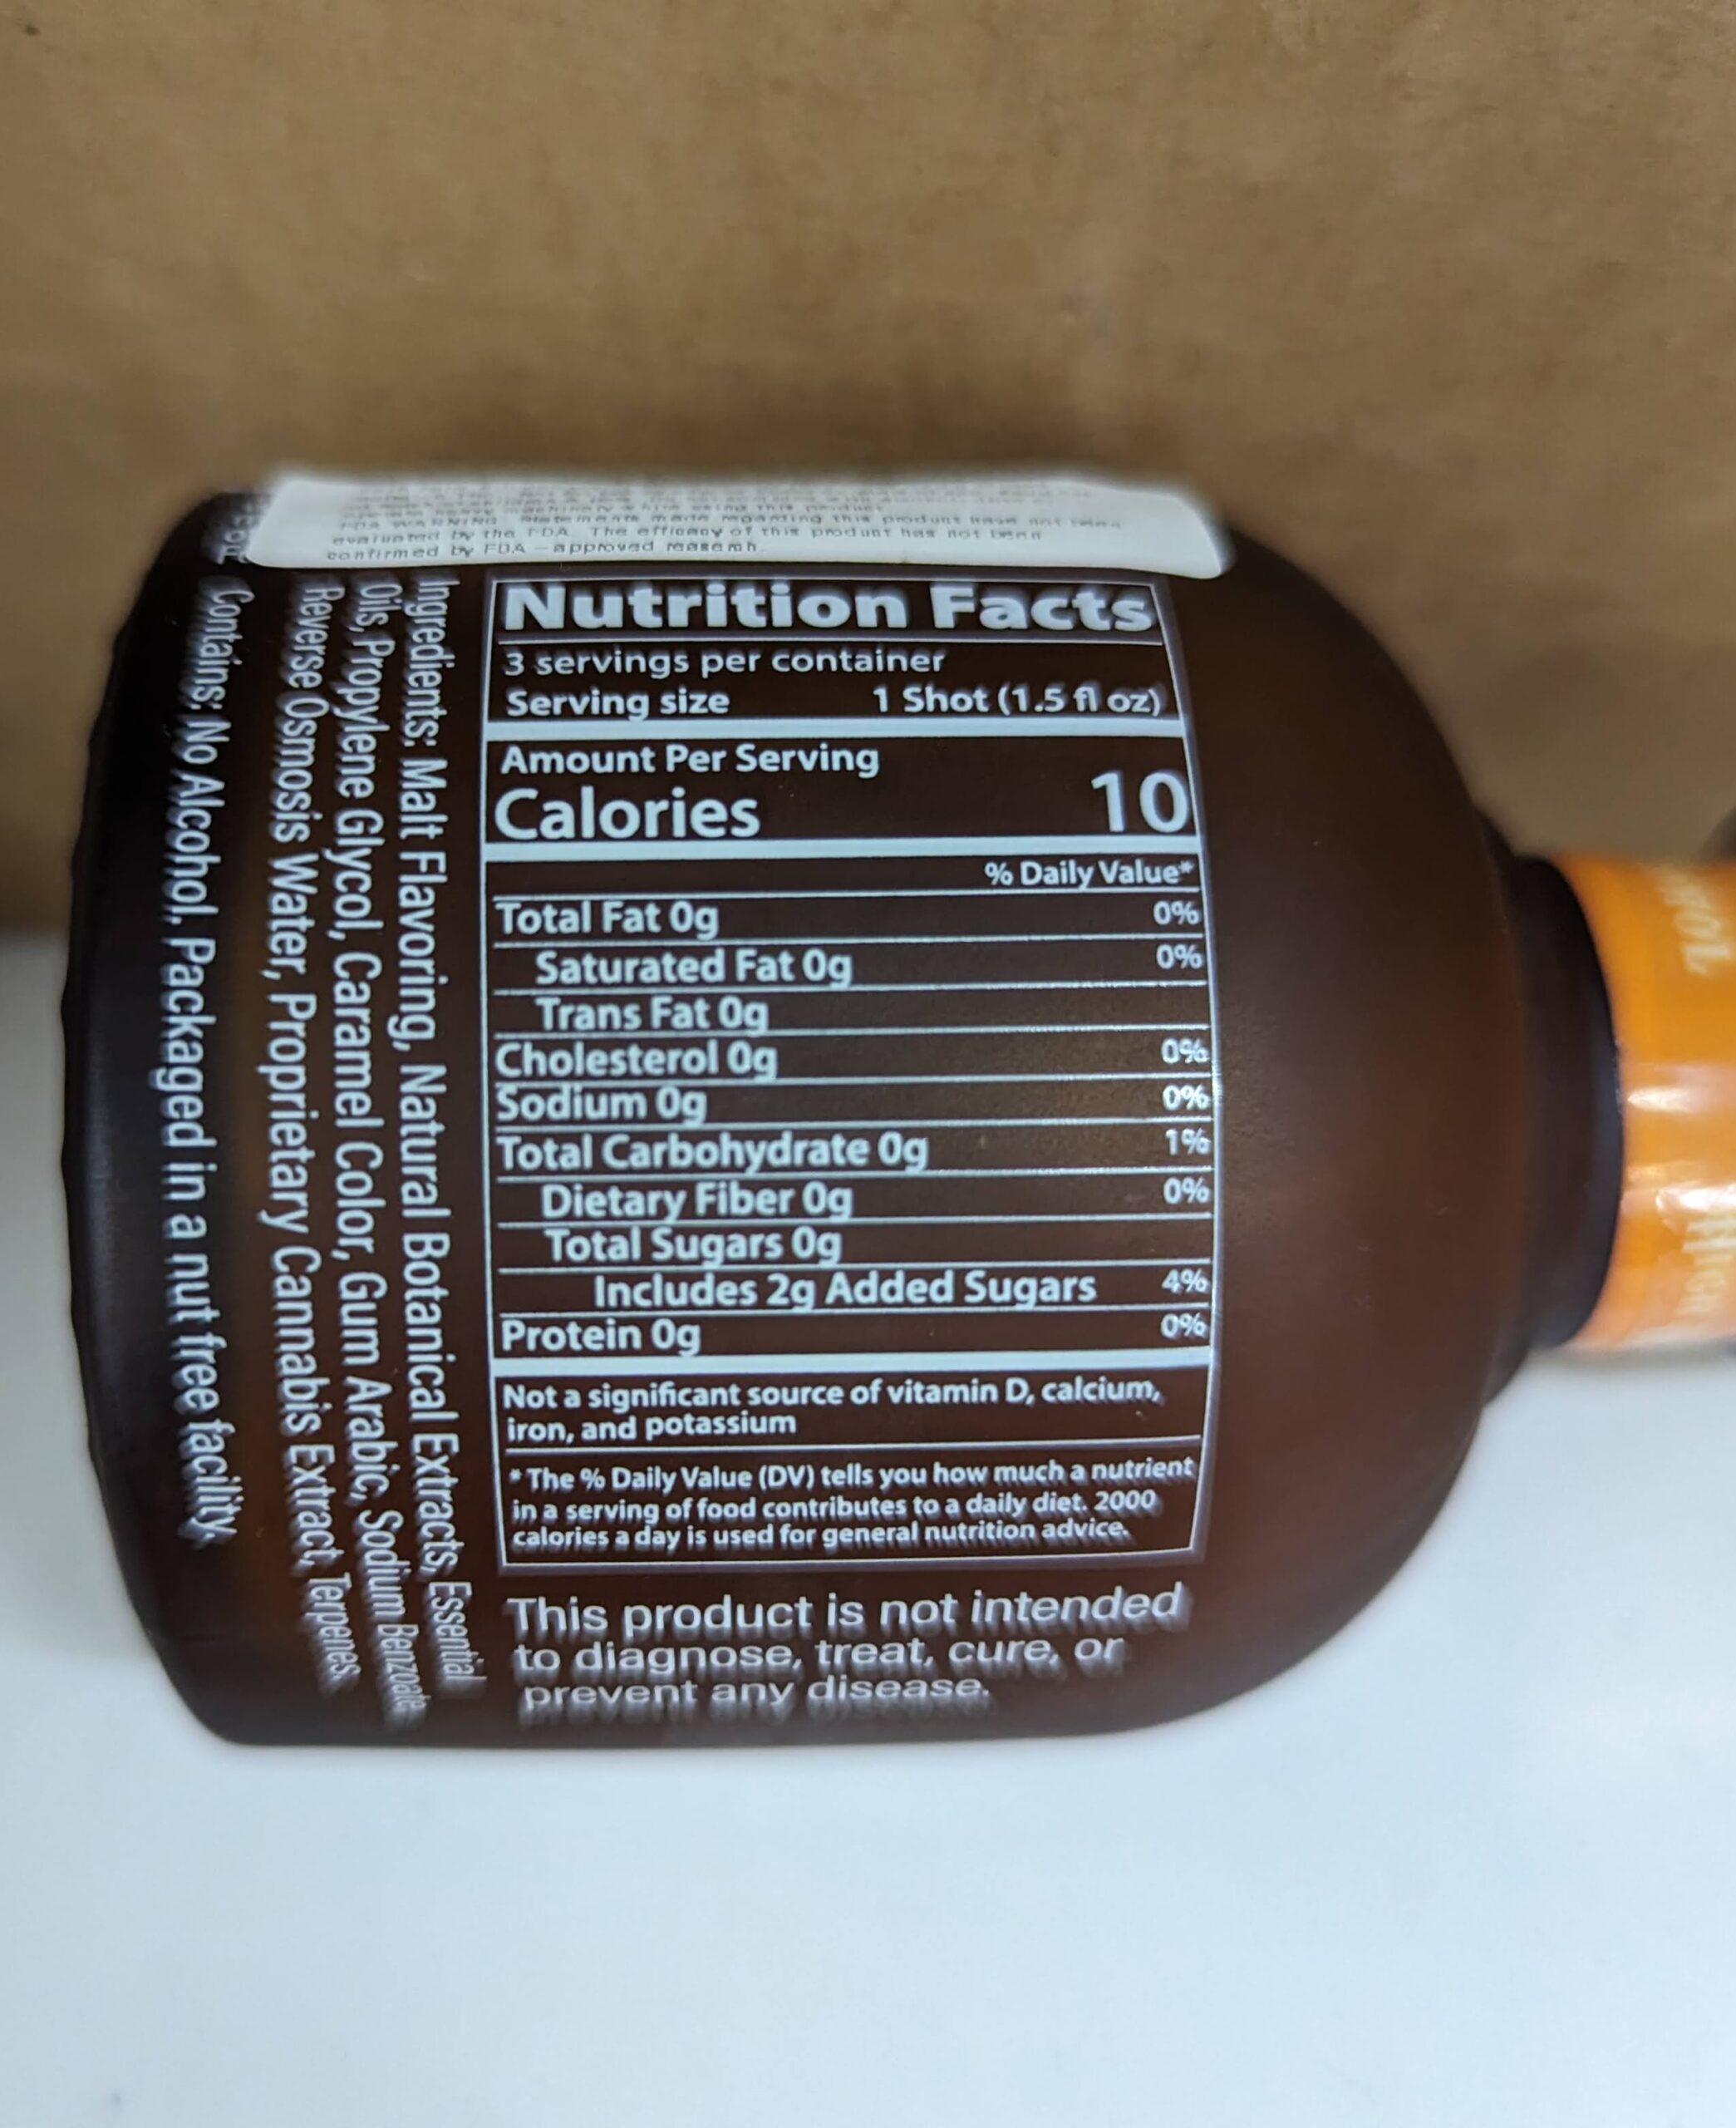 FDA WARNING: Statements made regarding this product have not been
evaluated by the FDA. The efficacy of this product has not been
confirmed by FDA - approved research.
Nutrition Facts
3 servings per container
Serving size 1 Shot (1.5 fl oz)
Amount Per Serving
Calories 10
% Daily Value*
Total Fat 0g 0%
Saturated Fat 0g 0%
Trans Fat 0g
Cholesterol 0g 0%
Sodium 0g 0%
Total Carbohydrate 0g 1%
Dietary Fiber 0g 0%
Total Sugars 0g
Includes 2g Added Sugars 4%
Protein 0g 0%
Not a significant source of vitamin D, calcium,
iron, and potassium
* The % Daily Value (DV) tells you how much a nutrient
in a serving of food contributes to a daily diet. 2000
calories a day is used for general nutrition advice.
This product is not intended
to diagnose, treat, cure, or
prevent any disease.
Ingredients: Malt Flavoring, Natural Botanical Extracts, Essential
Oils, Propylene Glycol, Caramel Color, Gum Arabic, Sodium Benzoate
Reverse Osmosis Water, Proprietary Cannabis Extract, Terpenes.
Contains: No Alcohol, Packaged in a nut free facility.